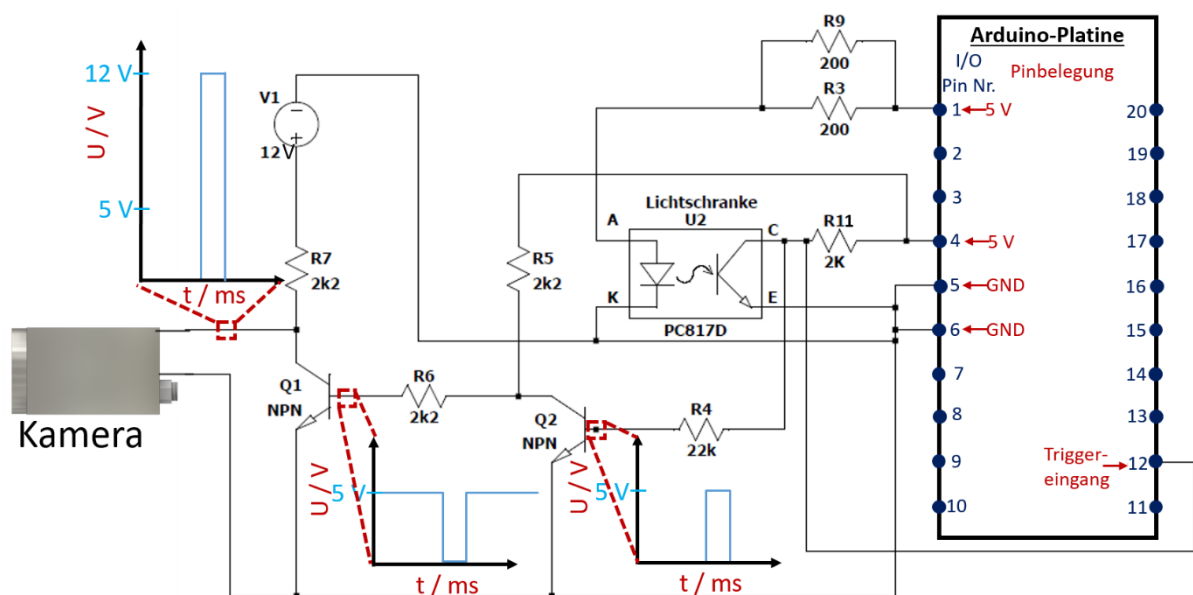 12 V
5 V
U / V
t / ms
V1
12V
R7
2k2
Kamera
Q1
NPN
R6
2k2
R5
2k2
Q2
NPN
R4
22k
5 V
U / V
t / ms
5 V
U / V
t / ms
R9
200
R3
200
Lichtschranke
U2
A
K
C
E
PC817D
R11
2K
Arduino-Platine
I/O
Pin Nr.
Pinbelegung
1
5 V
2
3
4
5 V
5
GND
6
GND
7
8
9
10
20
19
18
17
16
15
14
13
Trigger-
eingang
12
11